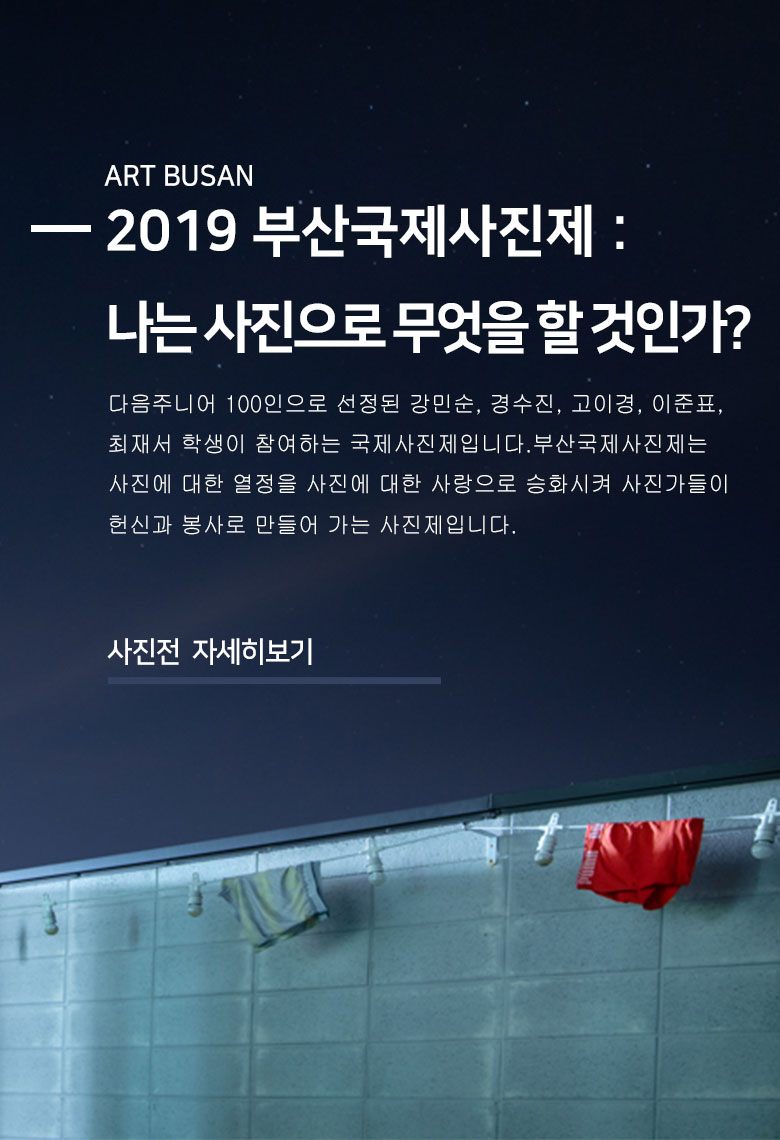 ART BUSAN
2019 부산국제사진제 :
나는 사진으로 무엇을 할 것인가?
다음주니어 100인으로 선정된 강민순, 경수진, 고이경, 이준표,
최재서 학생이 참여하는 국제사진제입니다.부산국제사진제는
사진에 대한 열정을 사진에 대한 사랑으로 승화시켜 사진가들이
헌신과 봉사로 만들어 가는 사진제입니다.
사진전 자세히보기